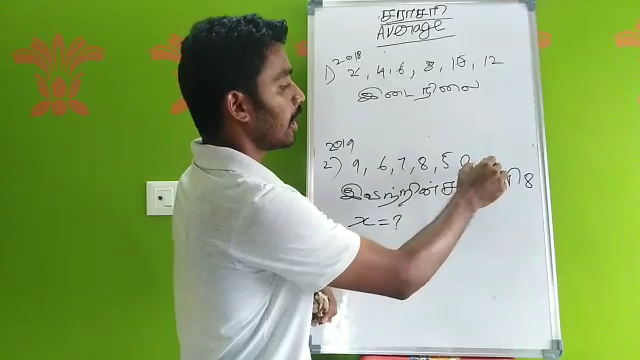 சராசரி
Average
2018
1) 2, 4, 6, 8, 10, 12
இடைநிலை
2019
2) 9, 6, 7, 8, 5
இவற்றின் 8
x = ?